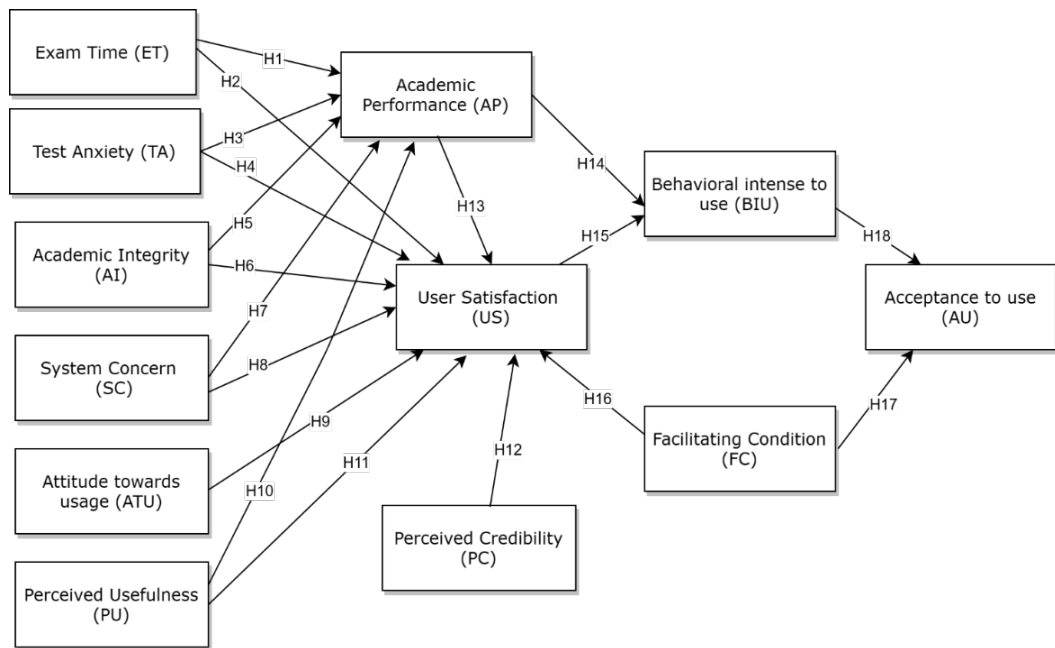 Exam Time (ET)
H1
H2
Academic
Performance (AP)
Test Anxiety (TA)
H3
H4
H14
Behavioral intense to
use (BIU)
H5
H13
H15
H18
Academic Integrity
(AI)
H6
User Satisfaction
(US)
Acceptance to use
(AU)
H7
System Concern
(SC)
H8
H16
H17
H9
Facilitating Condition
(FC)
H12
H11
H10
Attitude towards
usage (ATU)
Perceived Credibility
(PC)
Perceived Usefulness
(PU)